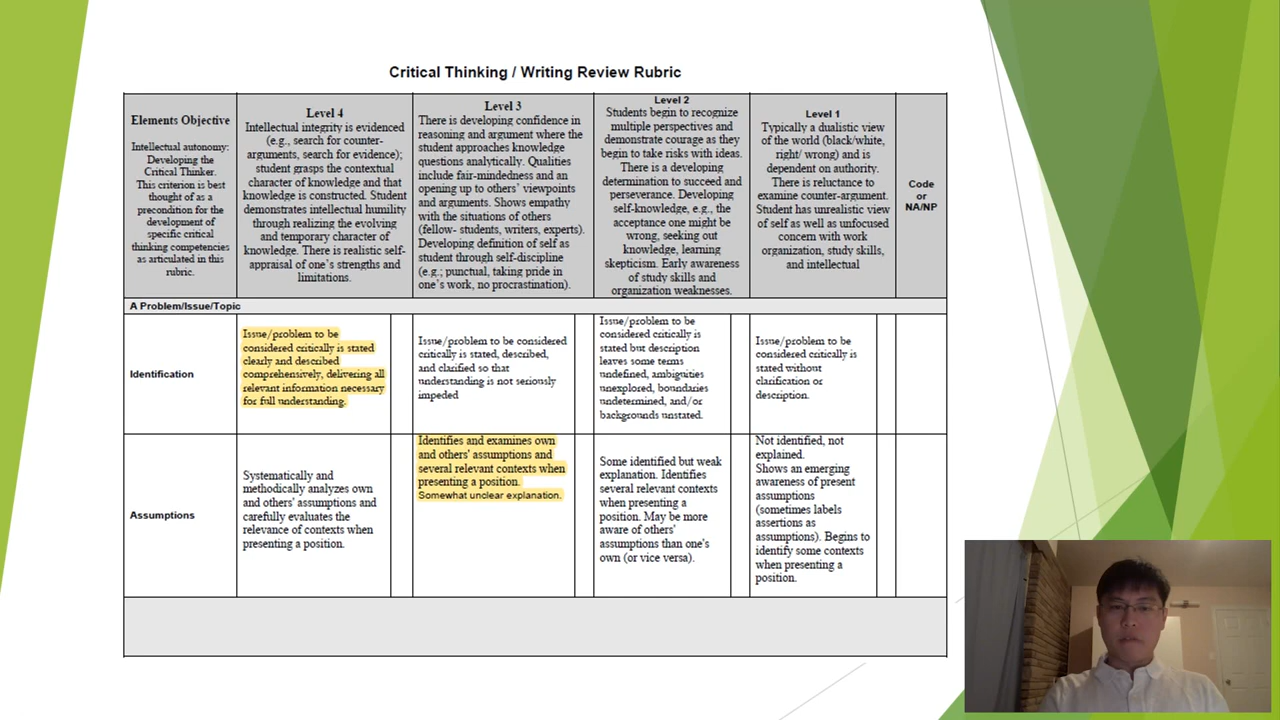 Critical Thinking / Writing Review Rubric
Elements Objective
Intellectual autonomy:
Developing the
Critical Thinker.
This criterion is best
thought of as a
precondition for the
development of
specific critical
thinking competencies
as articulated in this
rubric.
Level 4
Intellectual integrity is evidenced
(e.g., search for counter-
arguments, search for evidence);
student grasps the contextual
character of knowledge and that
knowledge is constructed. Student
demonstrates intellectual humility
through realizing the evolving
and temporary character of
knowledge. There is realistic self-
appraisal of one's strengths and
limitations.
Level 3
There is developing confidence in
reasoning and argument where the
student approaches knowledge
questions analytically. Qualities
include fair-mindedness and an
opening up to others' viewpoints
and arguments. Shows empathy
with the situations of others
(fellow- students, writers, experts).
Developing definition of self as
student through self-discipline
(e.g.; punctual, taking pride in
one's work, no procrastination).
Level 2
Students begin to recognize
multiple perspectives and
demonstrate courage as they
begin to take risks with ideas.
There is a developing
determination to succeed and
perseverance. Developing
self-knowledge, e.g., the
acceptance one might be
wrong, seeking out
knowledge, learning
skepticism. Early awareness
of study skills and
organization weaknesses.
Level 1
Typically a dualistic view
of the world (black/white,
right/ wrong) and is
dependent on authority.
There is reluctance to
examine counter-argument.
Student has unrealistic view
of self as well as unfocused
concern with work
organization, study skills,
and intellectual
Code
or
NA/NP
A Problem/Issue/Topic
Identification
Issue/problem to be
considered critically is stated
clearly and described
comprehensively, delivering all
relevant information necessary
for full understanding.
Issue/problem to be considered
critically is stated, described,
and clarified so that
understanding is not seriously
impeded
Issue/problem to be
considered critically is
stated but description
leaves some terms
undefined, ambiguities
unexplored, boundaries
undetermined, and/or
backgrounds unstated.
Issue/problem to be
considered critically is
stated without
clarification or
description.
Assumptions
Systematically and
methodically analyzes own
and others' assumptions and
carefully evaluates the
relevance of contexts when
presenting a position.
Identifies and examines own
and others' assumptions and
several relevant contexts when
presenting a position.
Somewhat unclear explanation.
Some identified but weak
explanation. Identifies
several relevant contexts
when presenting a
position. May be more
aware of others'
assumptions than one's
own (or vice versa).
Not identified, not
explained.
Shows an emerging
awareness of present
assumptions
(sometimes labels
assertions as
assumptions). Begins to
identify some contexts
when presenting a
position.